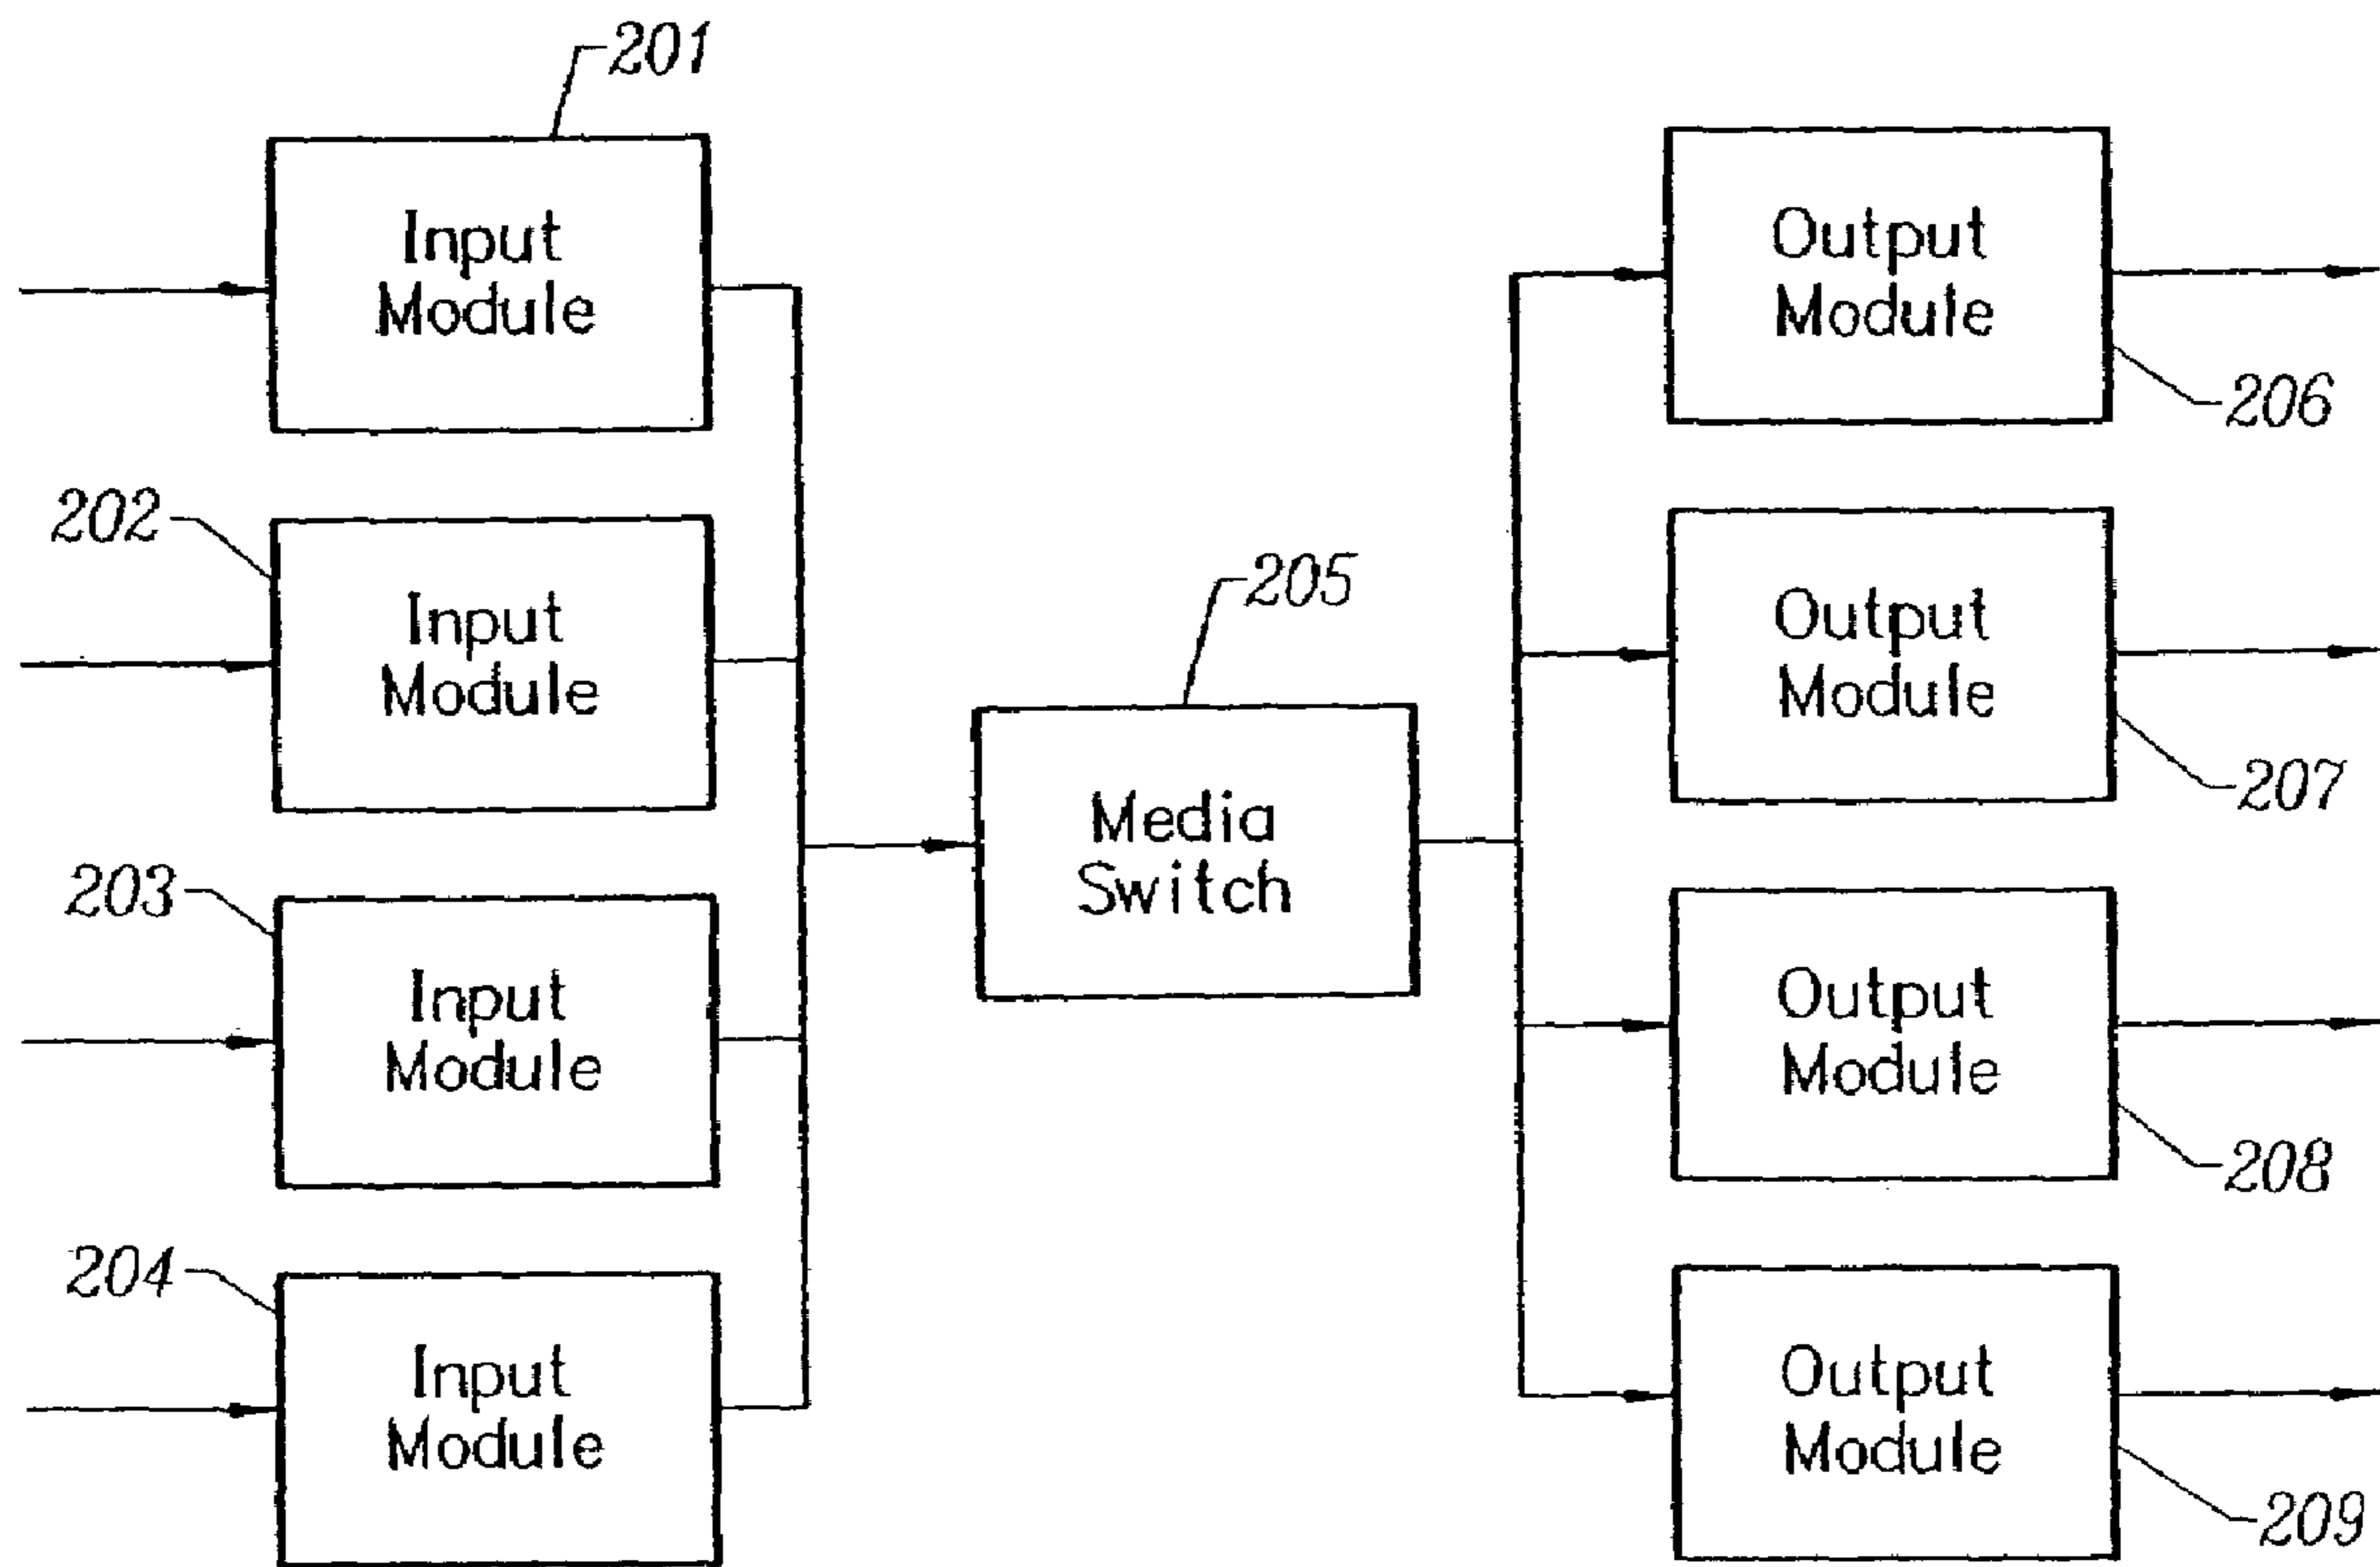 201
Input
Module
202
Input
Module
203
Input
Module
204
Input
Module
205
Media
Switch
Output
Module
206
Output
Module
207
Output
Module
208
Output
Module
209